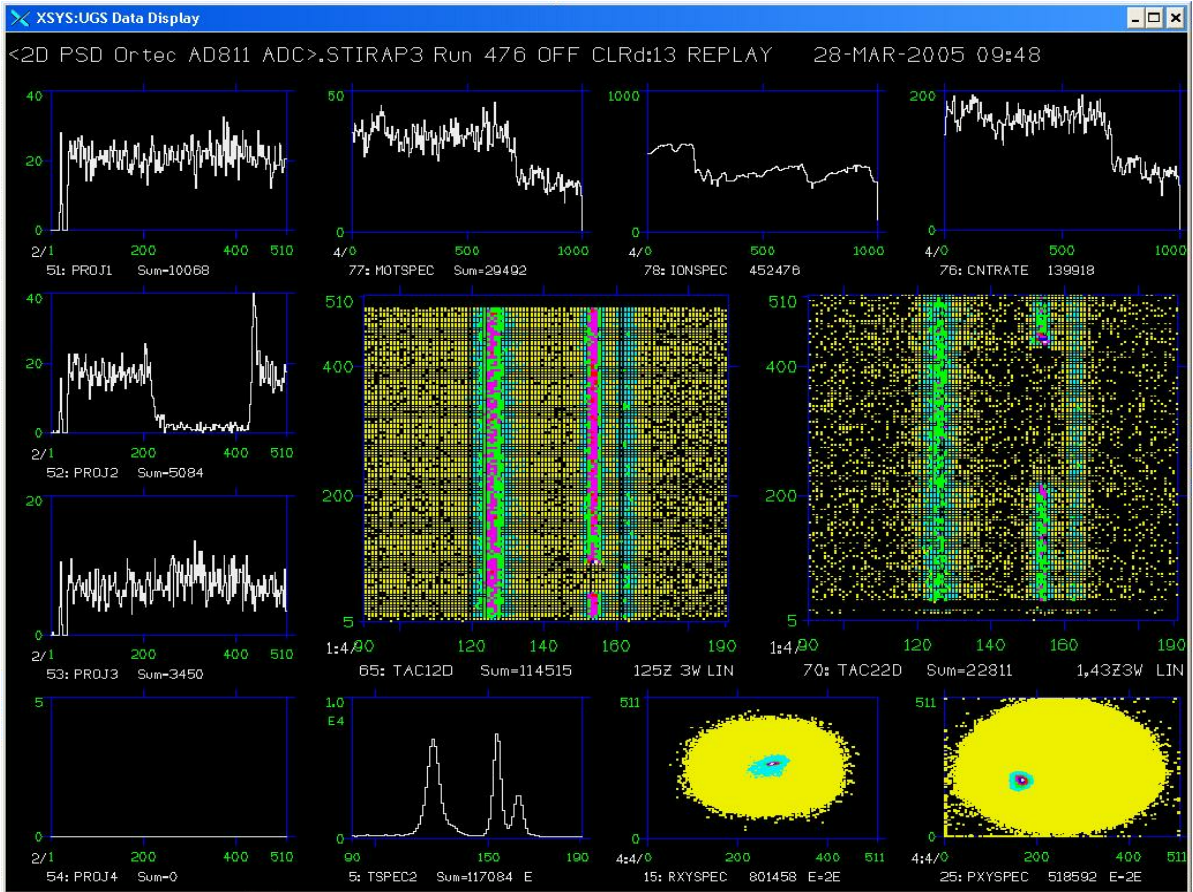 XSYS:UGS Data Display
<2D PSD Ortec AD811 ADC>.STIRAP3 Run 476 OFF CLRd:13 REPLAY 28-MAR-2005 09:48
40
20
0
2/1 200 400 510
51: PROJ1 Sum=10068
50
0
4/0 500 1000
77: MOTSPEC Sum=29492
1000
0
4/0 500 1000
78: IONSPEC 452476
200
0
4/0 500 1000
76: CNTRATE 139918
40
20
0
2/1 200 400 510
52: PROJ2 Sum=5084
20
0
2/1 200 400 510
53: PROJ3 Sum=3450
510
400
200
5
1:4/90 120 140 160 190
65: TAC12D Sum=114515 125Z 3W LIN
510
400
200
5
1:4/90 120 140 160 190
70: TAC22D Sum=22811 1,43Z3W LIN
5
0
2/1 200 400 510
54: PROJ4 Sum=0
1.0
E4
0
90 150 190
5: TSPEC2 Sum=117084 E
511
0
4:4/0 200 400 511
15: RXYSPEC 801458 E=2E
511
0
4:4/0 200 400 511
25: PXYSPEC 518592 E-2E